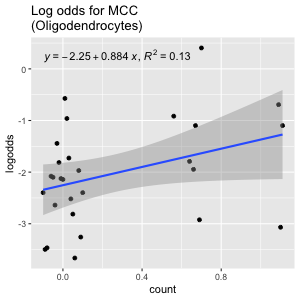 Log odds for MCC
(Oligodendrocytes)
y = −2.25 + 0.884 x, R² = 0.13
0
-1
-2
-3
logodds
0.0 0.4 0.8
count